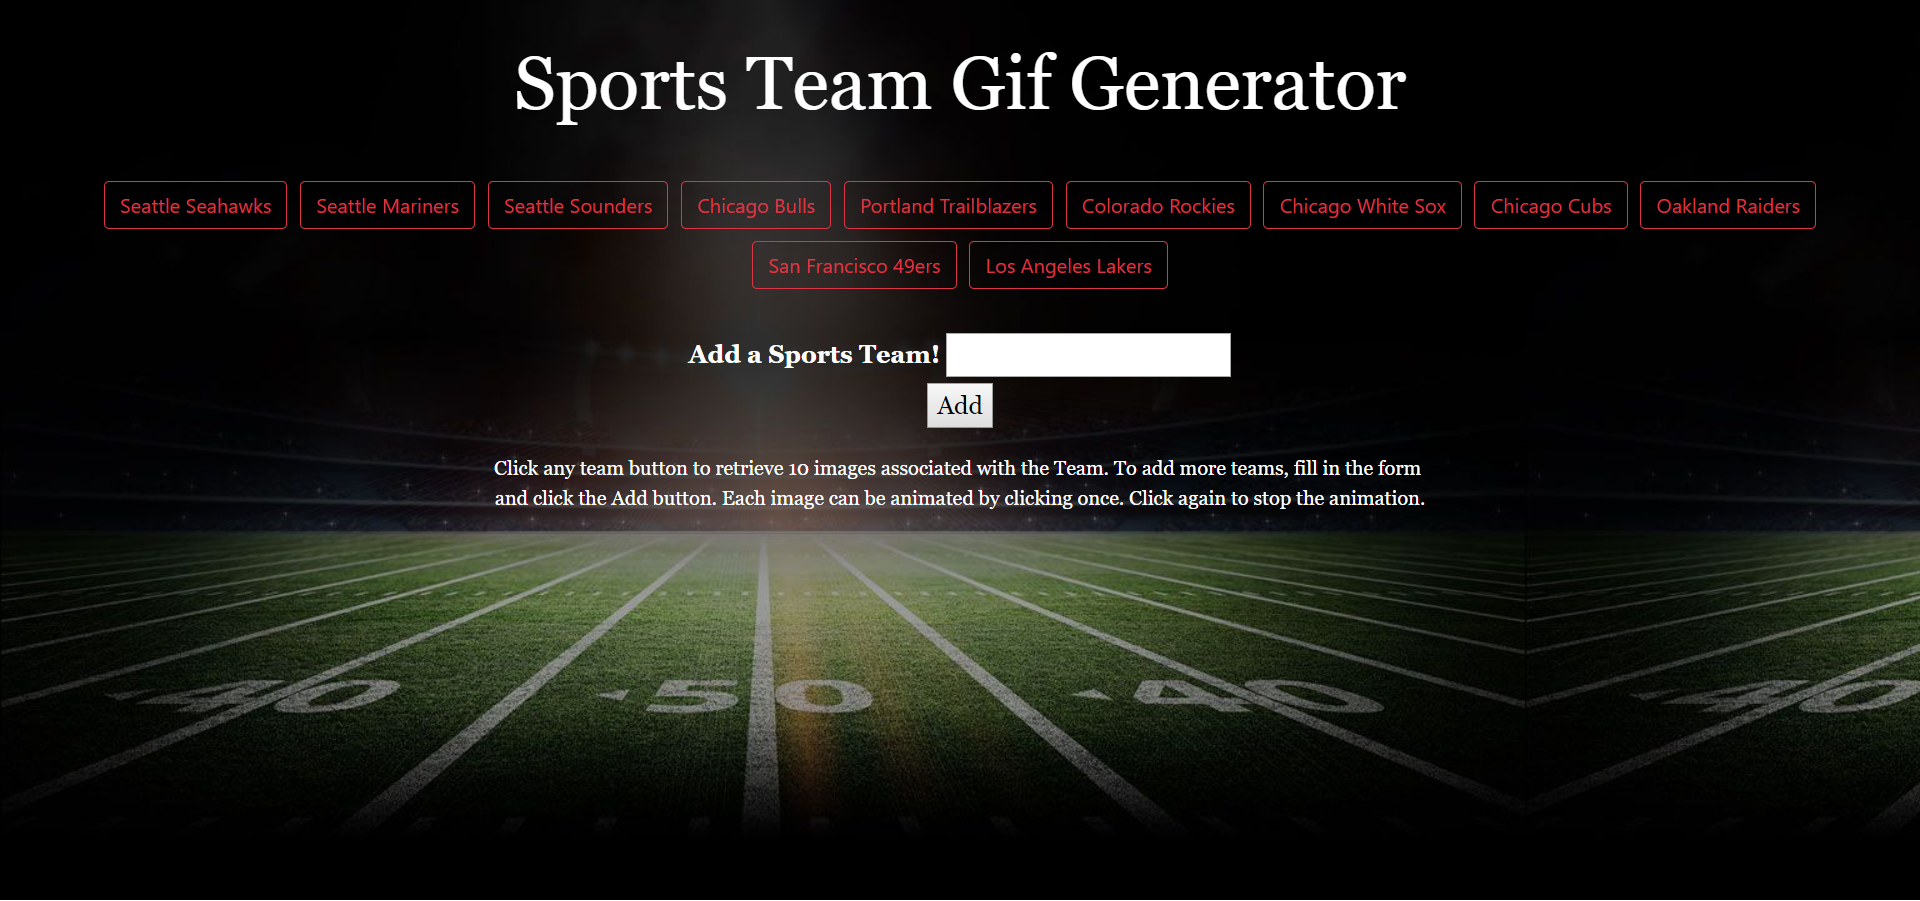 Sports Team Gif Generator
Seattle Seahawks Seattle Mariners Seattle Sounders Chicago Bulls Portland Trailblazers Colorado Rockies Chicago White Sox Chicago Cubs Oakland Raiders
San Francisco 49ers Los Angeles Lakers
Add a Sports Team!
Add
Click any team button to retrieve 10 images associated with the Team. To add more teams, fill in the form
and click the Add button. Each image can be animated by clicking once. Click again to stop the animation.
40 50 40 40